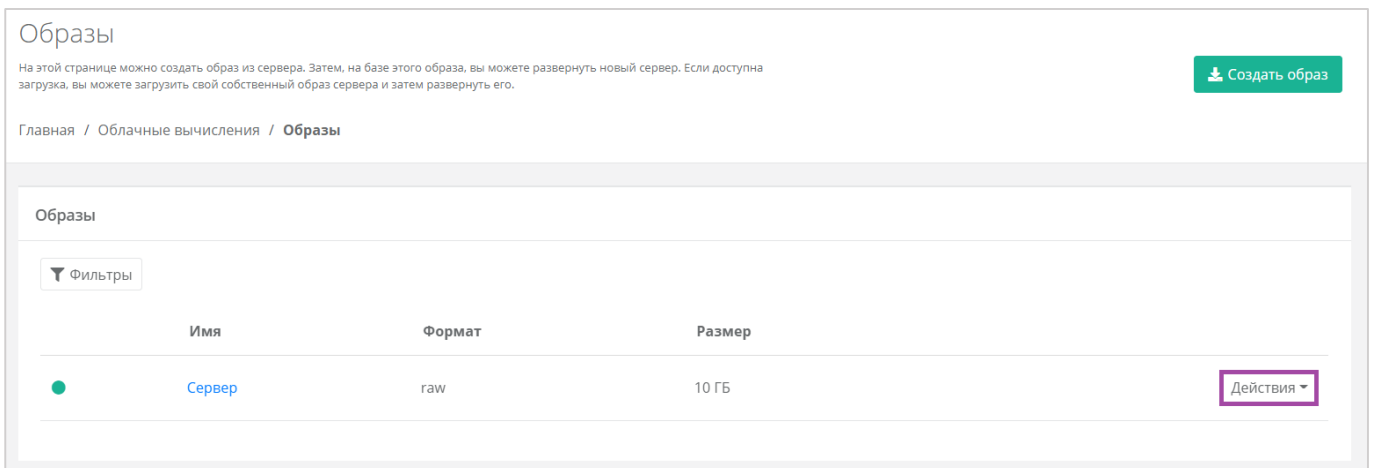 Образы
На этой странице можно создать образ из сервера. Затем, на базе этого образа, вы можете развернуть новый сервер. Если доступна
загрузка, вы можете загрузить свой собственный образ сервера и затем развернуть его.
Создать образ
Главная / Облачные вычисления / Образы
Образы
Фильтры
Имя Формат Размер
Сервер raw 10 ГБ Действия